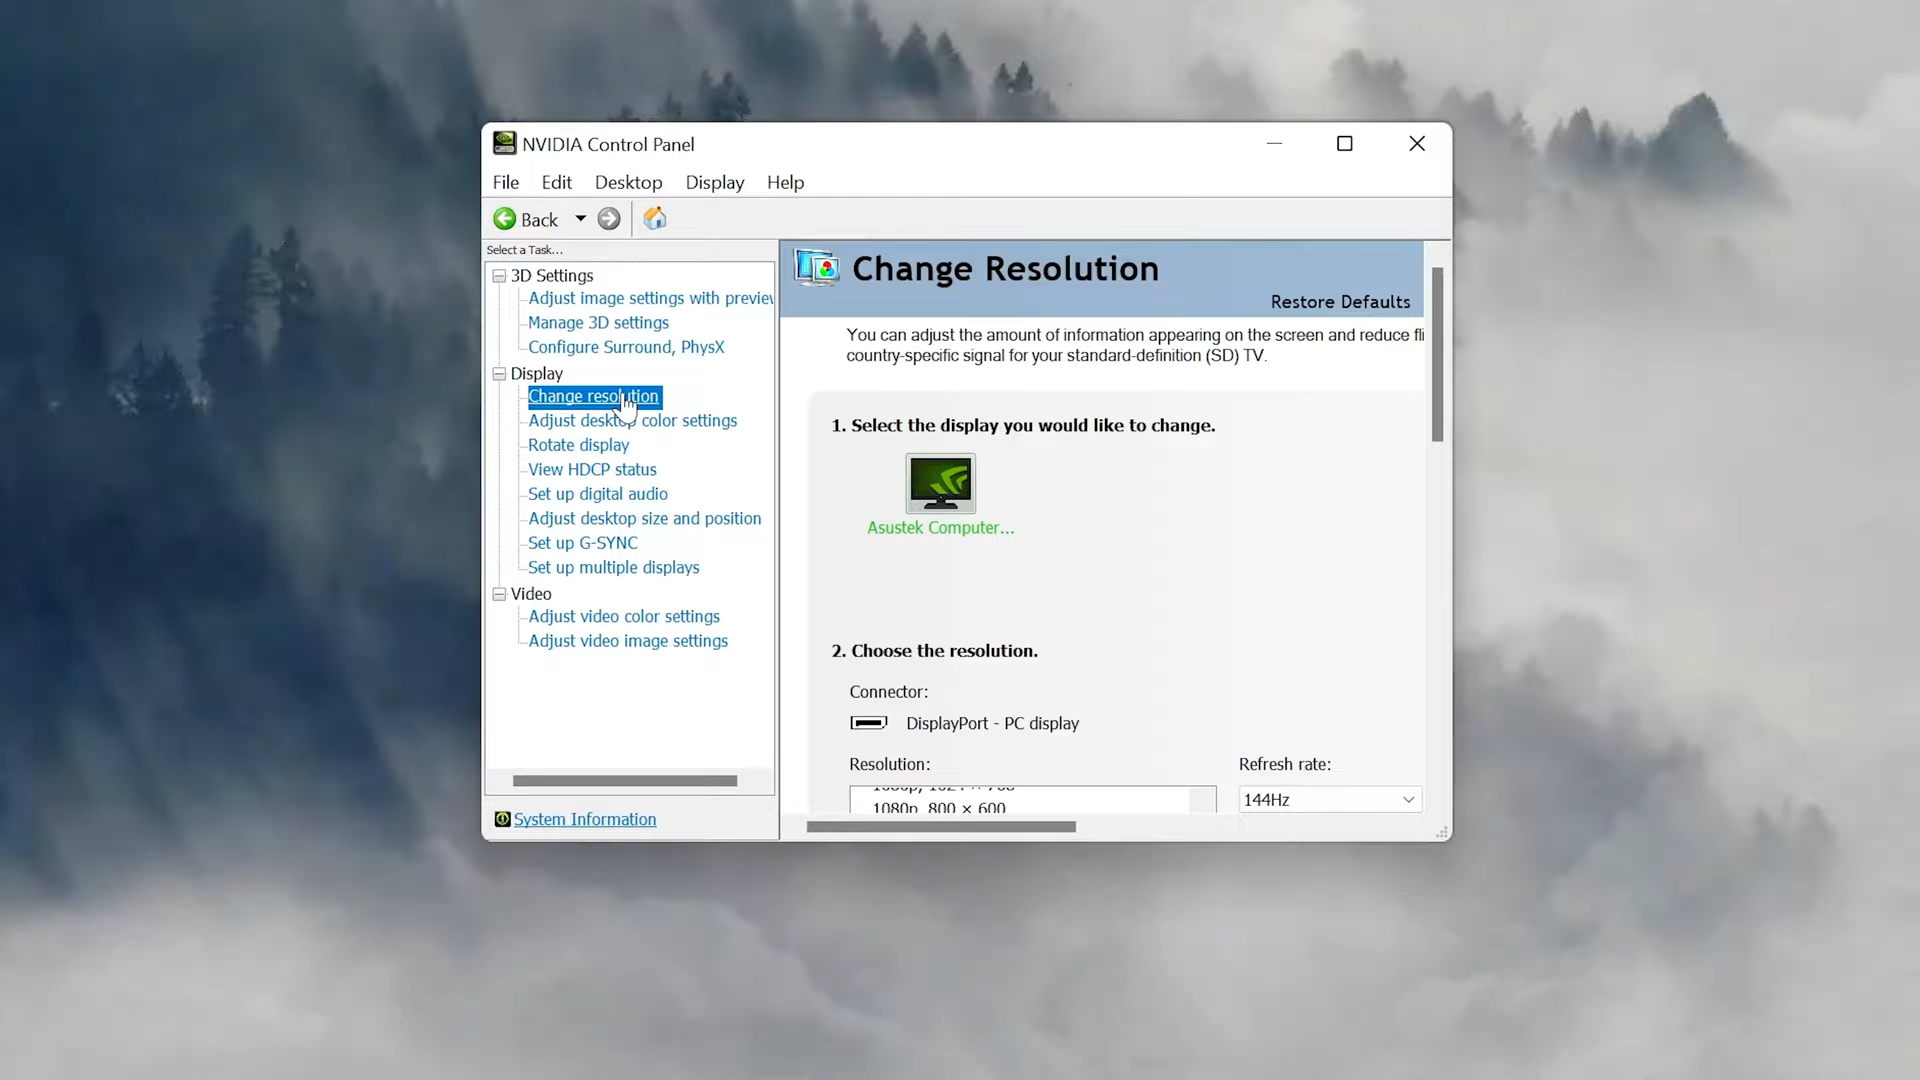 NVIDIA Control Panel
File Edit Desktop Display Help
Back
Select a Task...
3D Settings
Adjust image settings with
Manage 3D settings
Configure Surround, PhysX
Display
Change resolution
Adjust desktop color settings
Rotate display
View HDCP status
Set up digital audio
Adjust desktop size and position
Set up G-SYNC
Set up multiple displays
Video
Adjust video color settings
Adjust video image settings
System Information
Change Resolution
Restore Defaults
You can adjust the amount of information appearing on the screen and reduce
country-specific signal for your standard-definition (SD) TV.
1. Select the display you would like to change.
Asustek Computer...
2. Choose the resolution.
Connector:
DisplayPort - PC display
Resolution:
1080p, 800 × 600
Refresh rate:
144Hz